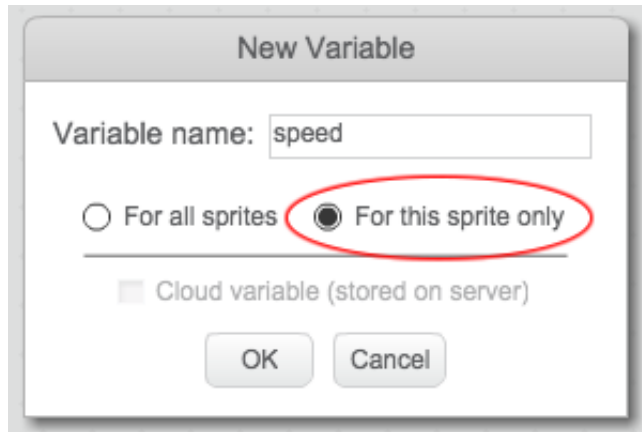 New Variable
Variable name: speed
For all sprites For this sprite only
Cloud variable (stored on server)
OK Cancel